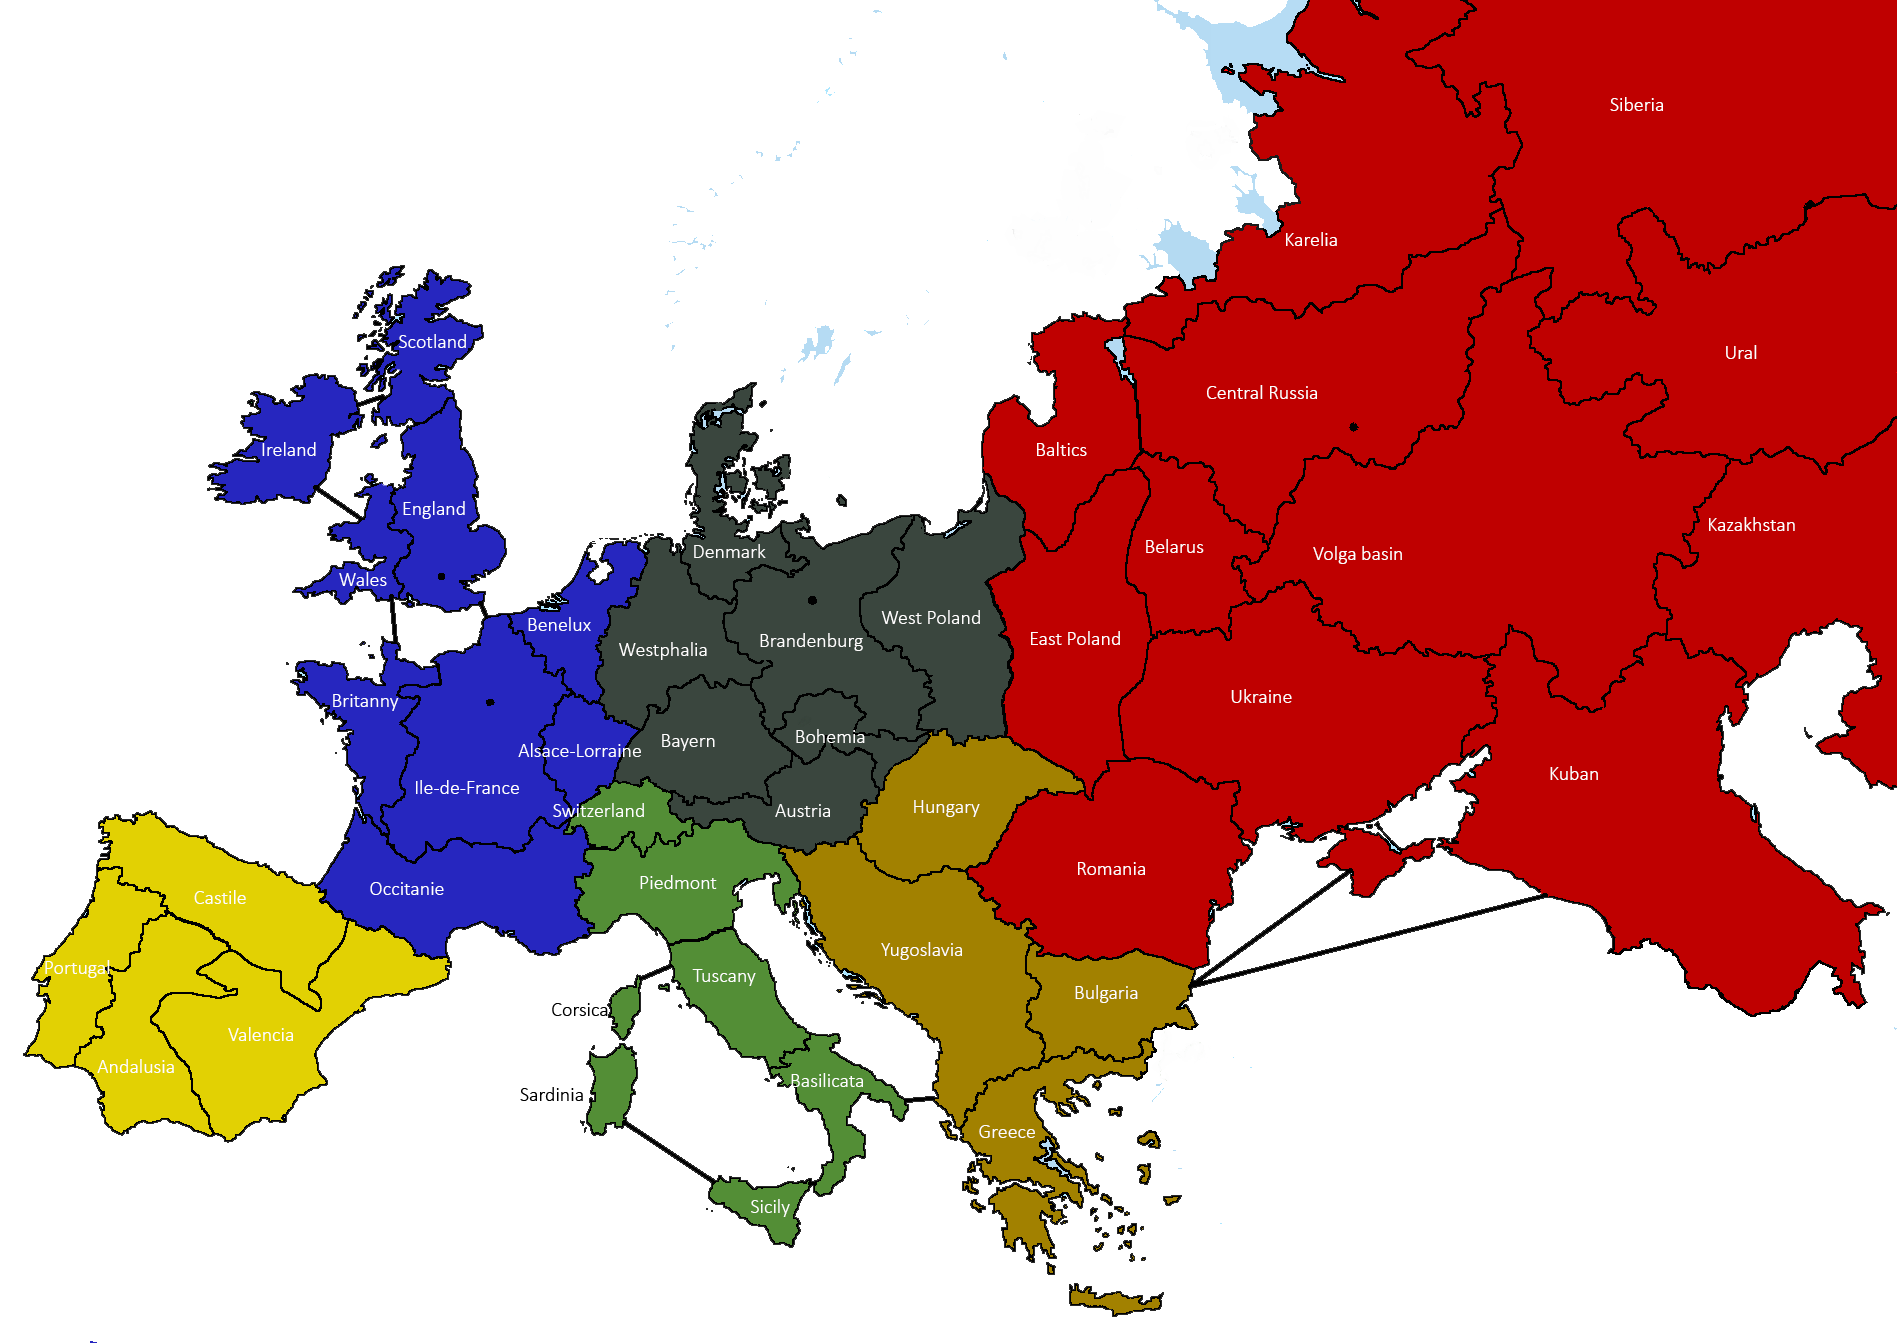 Siberia
Karelia
Scotland
Ural
Central Russia
Ireland
Baltics
England
Kazakhstan
Denmark
Belarus
Volga basin
Wales
Benelux
West Poland
Westphalia
Brandenburg
East Poland
Britanny
Ukraine
Alsace-Lorraine
Bayern
Bohemia
Kuban
Ile-de-France
Switzerland
Austria
Hungary
Romania
Occitanie
Piedmont
Castile
Yugoslavia
Portugal
Tuscany
Bulgaria
Corsica
Valencia
Andalusia
Basilicata
Sardinia
Greece
Sicily